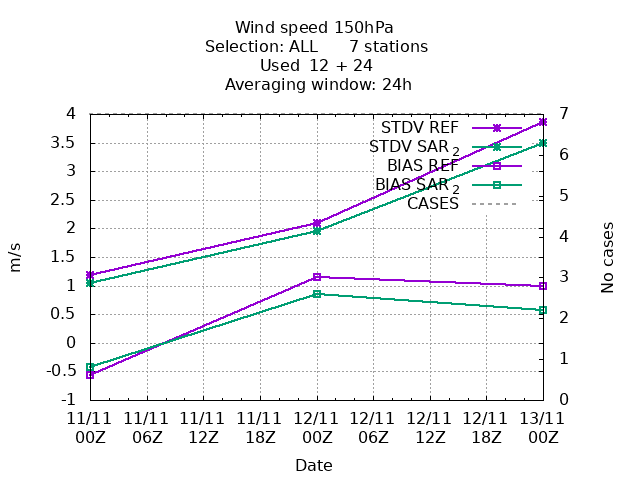 Wind speed 150hPa
Selection: ALL 7 stations
Used 12 + 24
Averaging window: 24h
4
3.5
3
2.5
2
1.5
1
0.5
0
-0.5
-1
m/s
7
6
5
4
3
2
1
0
No cases
STDV REF
STDV SAR 2
BIAS REF
BIAS SAR 2
CASES
11/11 11/11 11/11 11/11 12/11 12/11 12/11 12/11 13/11
00Z 06Z 12Z 18Z 00Z 06Z 12Z 18Z 00Z
Date